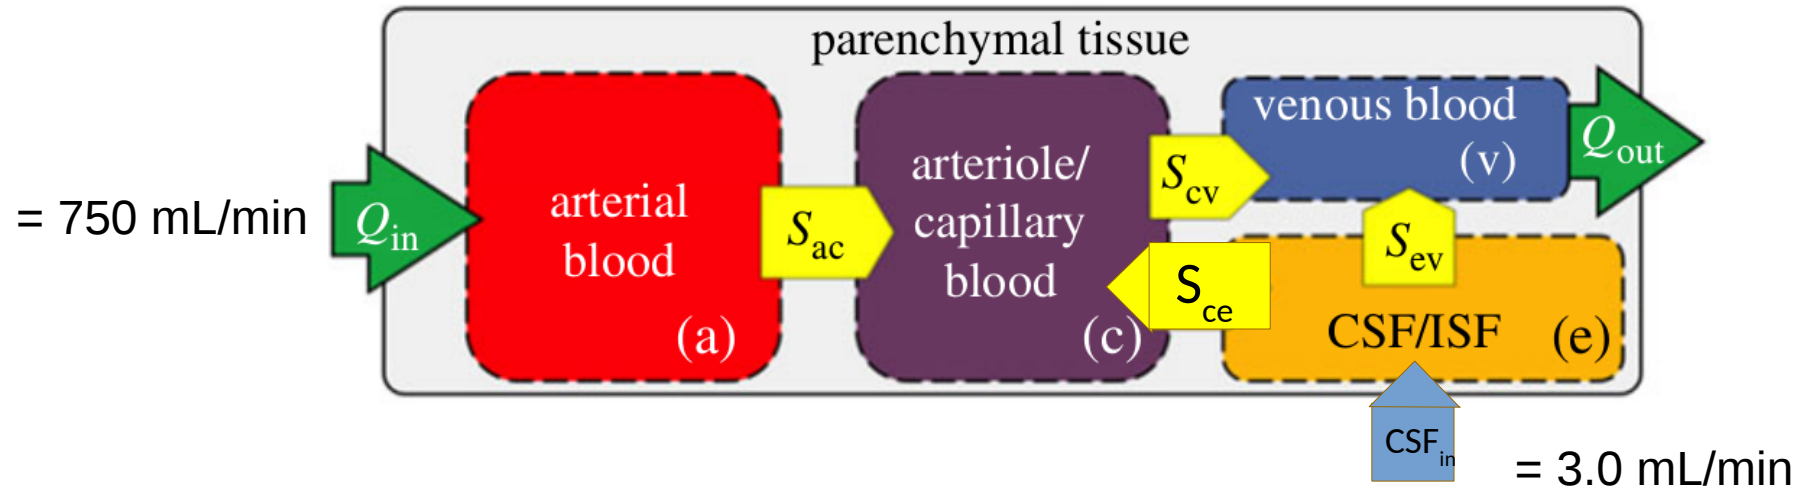 parenchymal tissue
= 750 mL/min
Qin
arterial
blood
(a)
Sac
arteriole/
capillary
blood
(c)
Scv
Sce
venous blood
(v)
Qout
Sev
CSF/ISF (e)
CSFin
= 3.0 mL/min